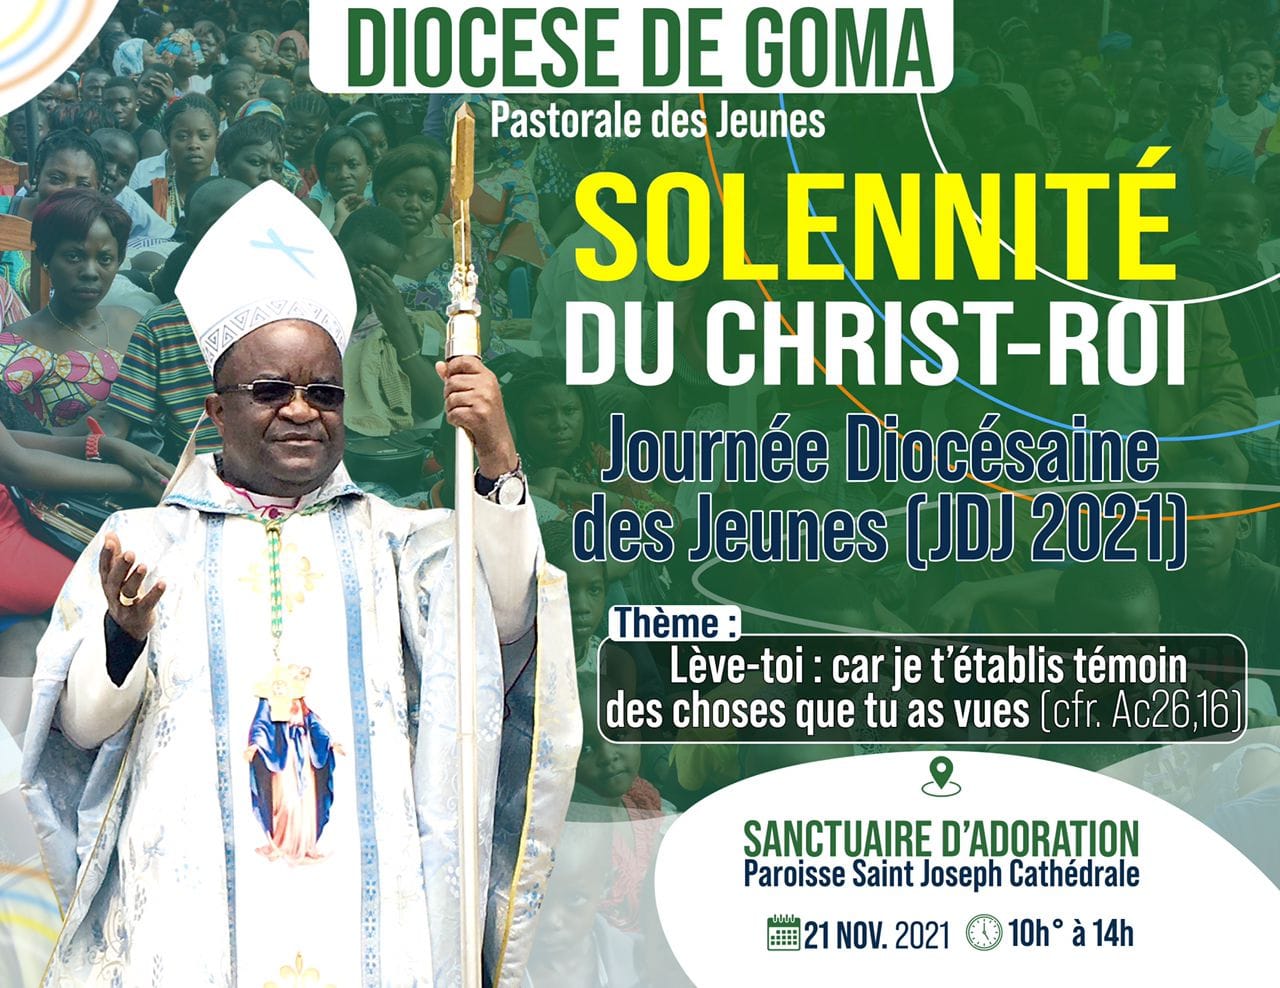 DIOCESE DE GOMA
Pastorale des Jeunes
SOLENNITÉ
DU CHRIST-ROI
Journée Diocésaine
des Jeunes (JDJ 2021)
Thème :
Lève-toi : car je t'établis témoin
des choses que tu as vues (cfr. Ac26,16)
SANCTUAIRE D'ADORATION
Paroisse Saint Joseph Cathédrale
21 NOV. 2021 10h° à 14h